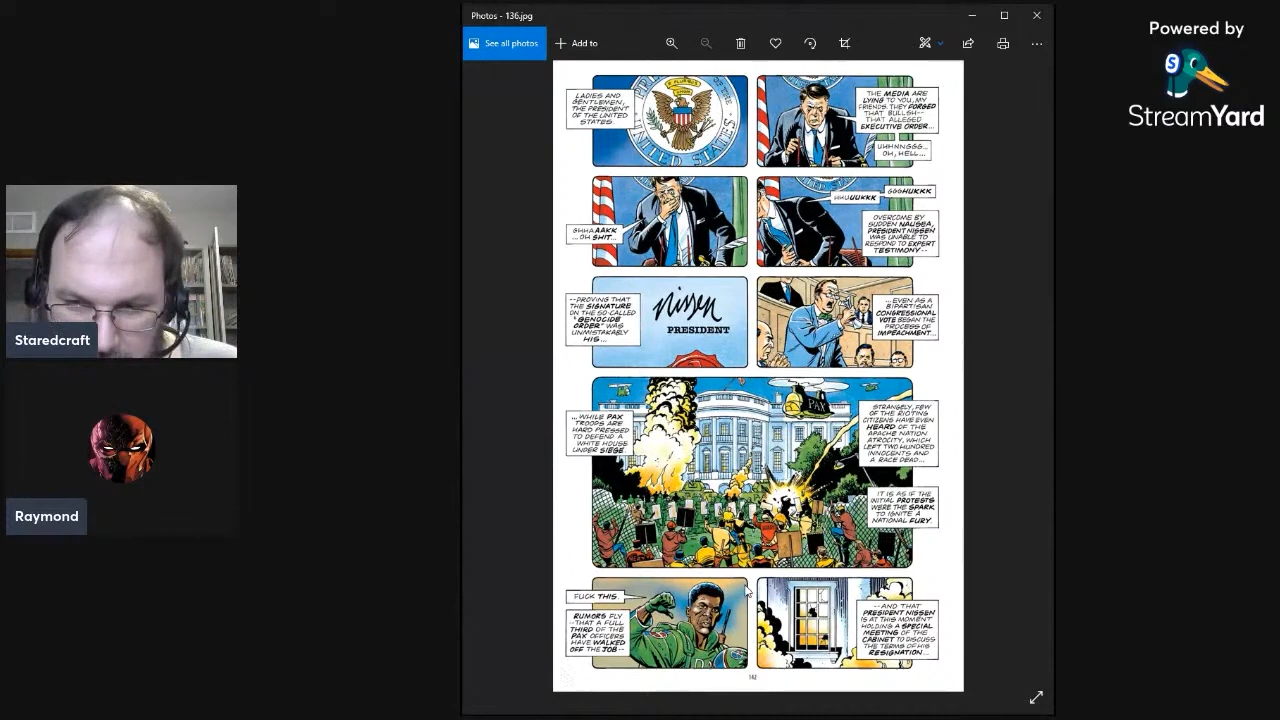 Photos - 136.jpg
See all photos
Add to
Powered by
S
StreamYard
Staredcraft
Raymond
LADIES AND
GENTLEMEN,
THE PRESIDENT
OF THE UNITED
STATES.
E PLURIBUS
UNUM
OF THE
UNITED STATES
THE MEDIA ARE
LYING TO YOU, MY
FRIENDS. THEY FORGED
THAT BULLSH--
THAT ALLEGED
EXECUTIVE ORDER...
UHHNNGGG...
OH, HELL...
GHHAAAKK
...OH SHIT...
HHUUUKKK
GGGHUKKK
OVERCOME BY
SUDDEN NAUSEA,
PRESIDENT NISSEN
WAS UNABLE TO
RESPOND TO EXPERT
TESTIMONY--
--PROVING THAT
THE SIGNATURE
ON THE SO-CALLED
"GENOCIDE
ORDER" WAS
UNMISTAKABLY
HIS...
Nissen
PRESIDENT
...EVEN AS A
BIPARTISAN
CONGRESSIONAL
VOTE BEGAN THE
PROCESS OF
IMPEACHMENT...
...WHILE PAX
TROOPS ARE
HARD PRESSED
TO DEFEND A
WHITE HOUSE
UNDER SIEGE.
PAX
STRANGELY, FEW
OF THE RIOTING
CITIZENS HAVE EVEN
HEARD OF THE
APACHE NATION
ATROCITY, WHICH
LEFT TWO HUNDRED
INNOCENTS AND
A RACE DEAD...
IT IS AS IF THE
INITIAL PROTESTS
WERE THE SPARK
TO IGNITE A
NATIONAL FURY.
FUCK THIS.
RUMORS FLY
--THAT A FULL
THIRD OF THE
PAX OFFICERS
HAVE WALKED
OFF THE JOB--
--AND THAT
PRESIDENT NISSEN
IS AT THIS MOMENT
HOLDING A SPECIAL
MEETING OF THE
CABINET TO DISCUSS
THE TERMS OF HIS
RESIGNATION...
142